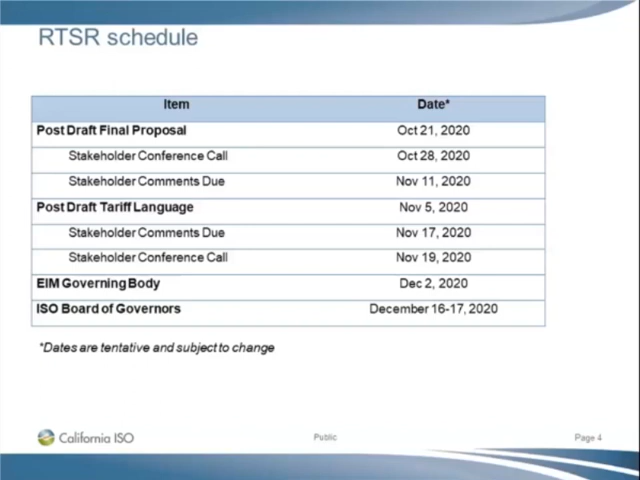 RTSR schedule
Item Date*
Post Draft Final Proposal Oct 21, 2020
Stakeholder Conference Call Oct 28, 2020
Stakeholder Comments Due Nov 11, 2020
Post Draft Tariff Language Nov 5, 2020
Stakeholder Comments Due Nov 17, 2020
Stakeholder Conference Call Nov 19, 2020
EIM Governing Body Dec 2, 2020
ISO Board of Governors December 16-17, 2020
*Dates are tentative and subject to change
California ISO Public Page 4